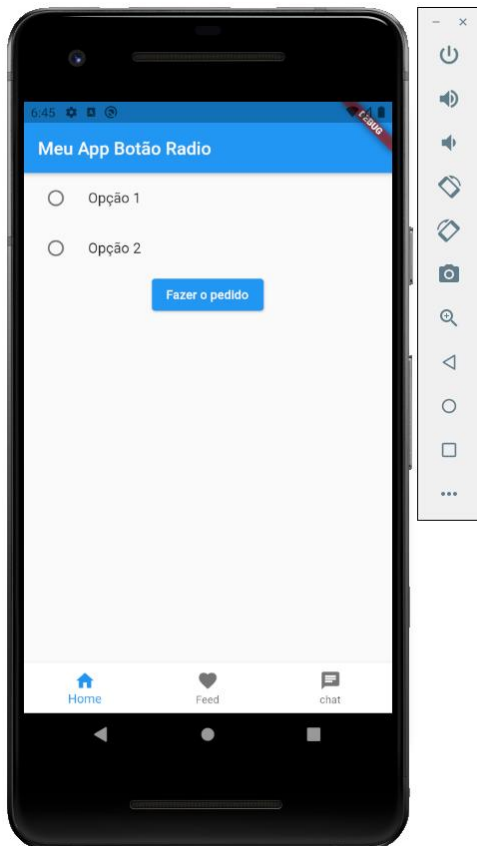 6:45
DEBUG
Meu App Botão Radio
Opção 1
Opção 2
Fazer o pedido
Home Feed chat